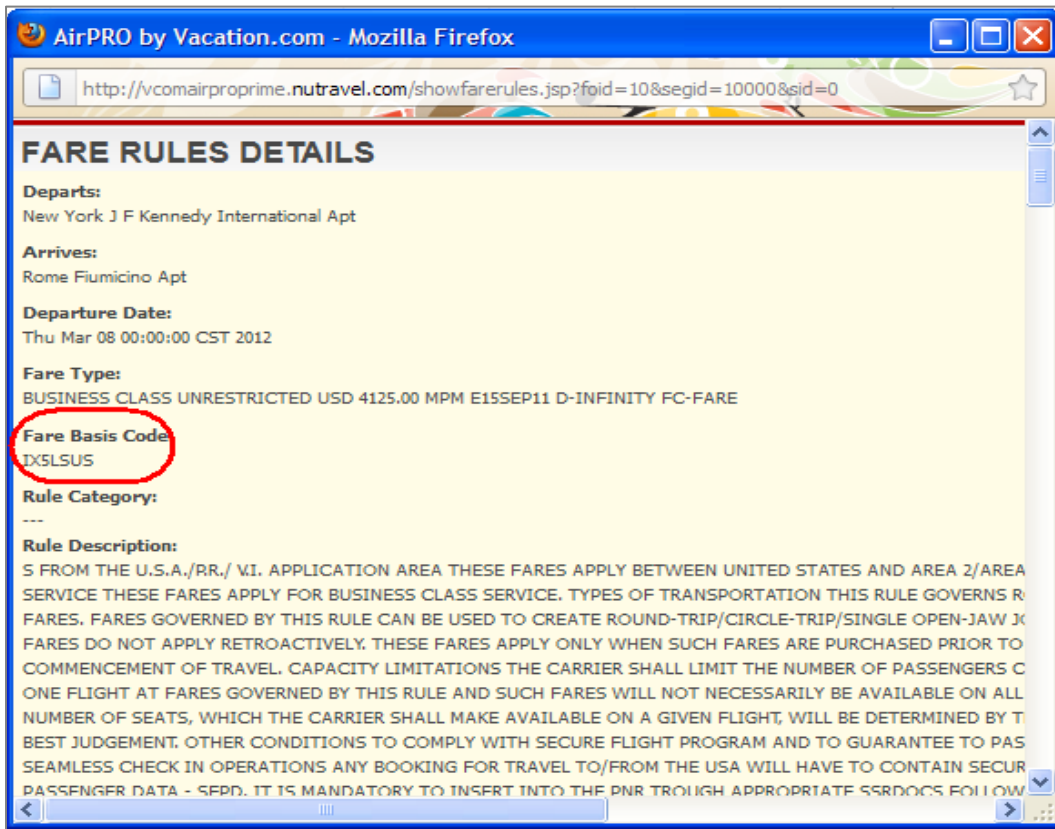 AirPRO by Vacation.com - Mozilla Firefox
http://vcomairproprime.nutravel.com/showfarerules.jsp?foid=10&segid=10000&sid=0
FARE RULES DETAILS
Departs:
New York J F Kennedy International Apt
Arrives:
Rome Fiumicino Apt
Departure Date:
Thu Mar 08 00:00:00 CST 2012
Fare Type:
BUSINESS CLASS UNRESTRICTED USD 4125.00 MPM E15SEP11 D-INFINITY FC-FARE
Fare Basis Code
IX5LSUS
Rule Category:
---
Rule Description:
S FROM THE U.S.A./P.R./ V.I. APPLICATION AREA THESE FARES APPLY BETWEEN UNITED STATES AND AREA 2/AREA
SERVICE THESE FARES APPLY FOR BUSINESS CLASS SERVICE. TYPES OF TRANSPORTATION THIS RULE GOVERNS R
FARES. FARES GOVERNED BY THIS RULE CAN BE USED TO CREATE ROUND-TRIP/CIRCLE-TRIP/SINGLE OPEN-JAW
FARES DO NOT APPLY RETROACTIVELY. THESE FARES APPLY ONLY WHEN SUCH FARES ARE PURCHASED PRIOR TO
COMMENCEMENT OF TRAVEL. CAPACITY LIMITATIONS THE CARRIER SHALL LIMIT THE NUMBER OF PASSENGERS C
ONE FLIGHT AT FARES GOVERNED BY THIS RULE AND SUCH FARES WILL NOT NECESSARILY BE AVAILABLE ON ALL
NUMBER OF SEATS, WHICH THE CARRIER SHALL MAKE AVAILABLE ON A GIVEN FLIGHT, WILL BE DETERMINED BY T
BEST JUDGEMENT. OTHER CONDITIONS TO COMPLY WITH SECURE FLIGHT PROGRAM AND TO GUARANTEE TO PAS
SEAMLESS CHECK IN OPERATIONS ANY BOOKING FOR TRAVEL TO/FROM THE USA WILL HAVE TO CONTAIN SECUR
PASSENGER DATA - SFPD. IT IS MANDATORY TO INSERT INTO THE PNR TROUGH APPROPRIATE SSRDOCS FOLLOW